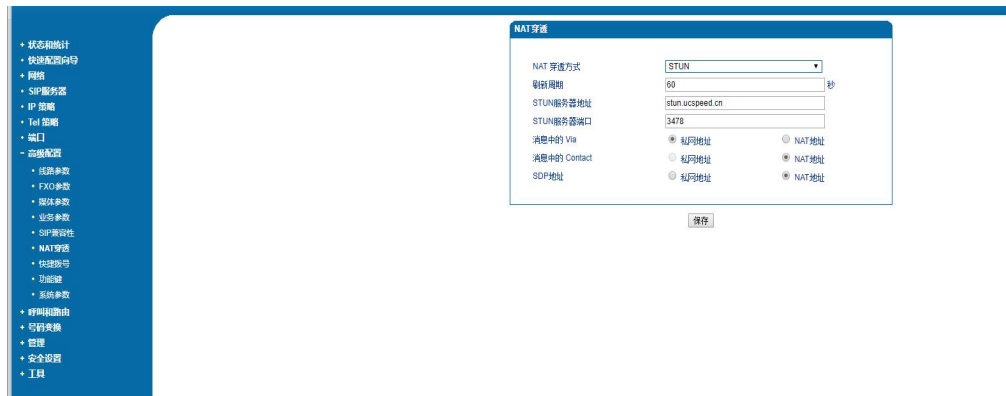 + 状态和统计
• 快速配置向导
+ 网络
• SIP服务器
• IP 策略
• Tel 策略
• 端口
- 高级配置
• 线路参数
• FXO参数
• 媒体参数
• 业务参数
• SIP兼容性
• NAT穿透
• 快捷拨号
• 功能键
• 系统参数
+ 呼叫和路由
+ 号码变换
+ 管理
+ 安全设置
+ 工具
NAT穿透
NAT 穿透方式 STUN
刷新周期 60 秒
STUN服务器地址 stun.ucspeed.cn
STUN服务器端口 3478
消息中的 Via 私网地址 NAT地址
消息中的 Contact 私网地址 NAT地址
SDP地址 私网地址 NAT地址
保存